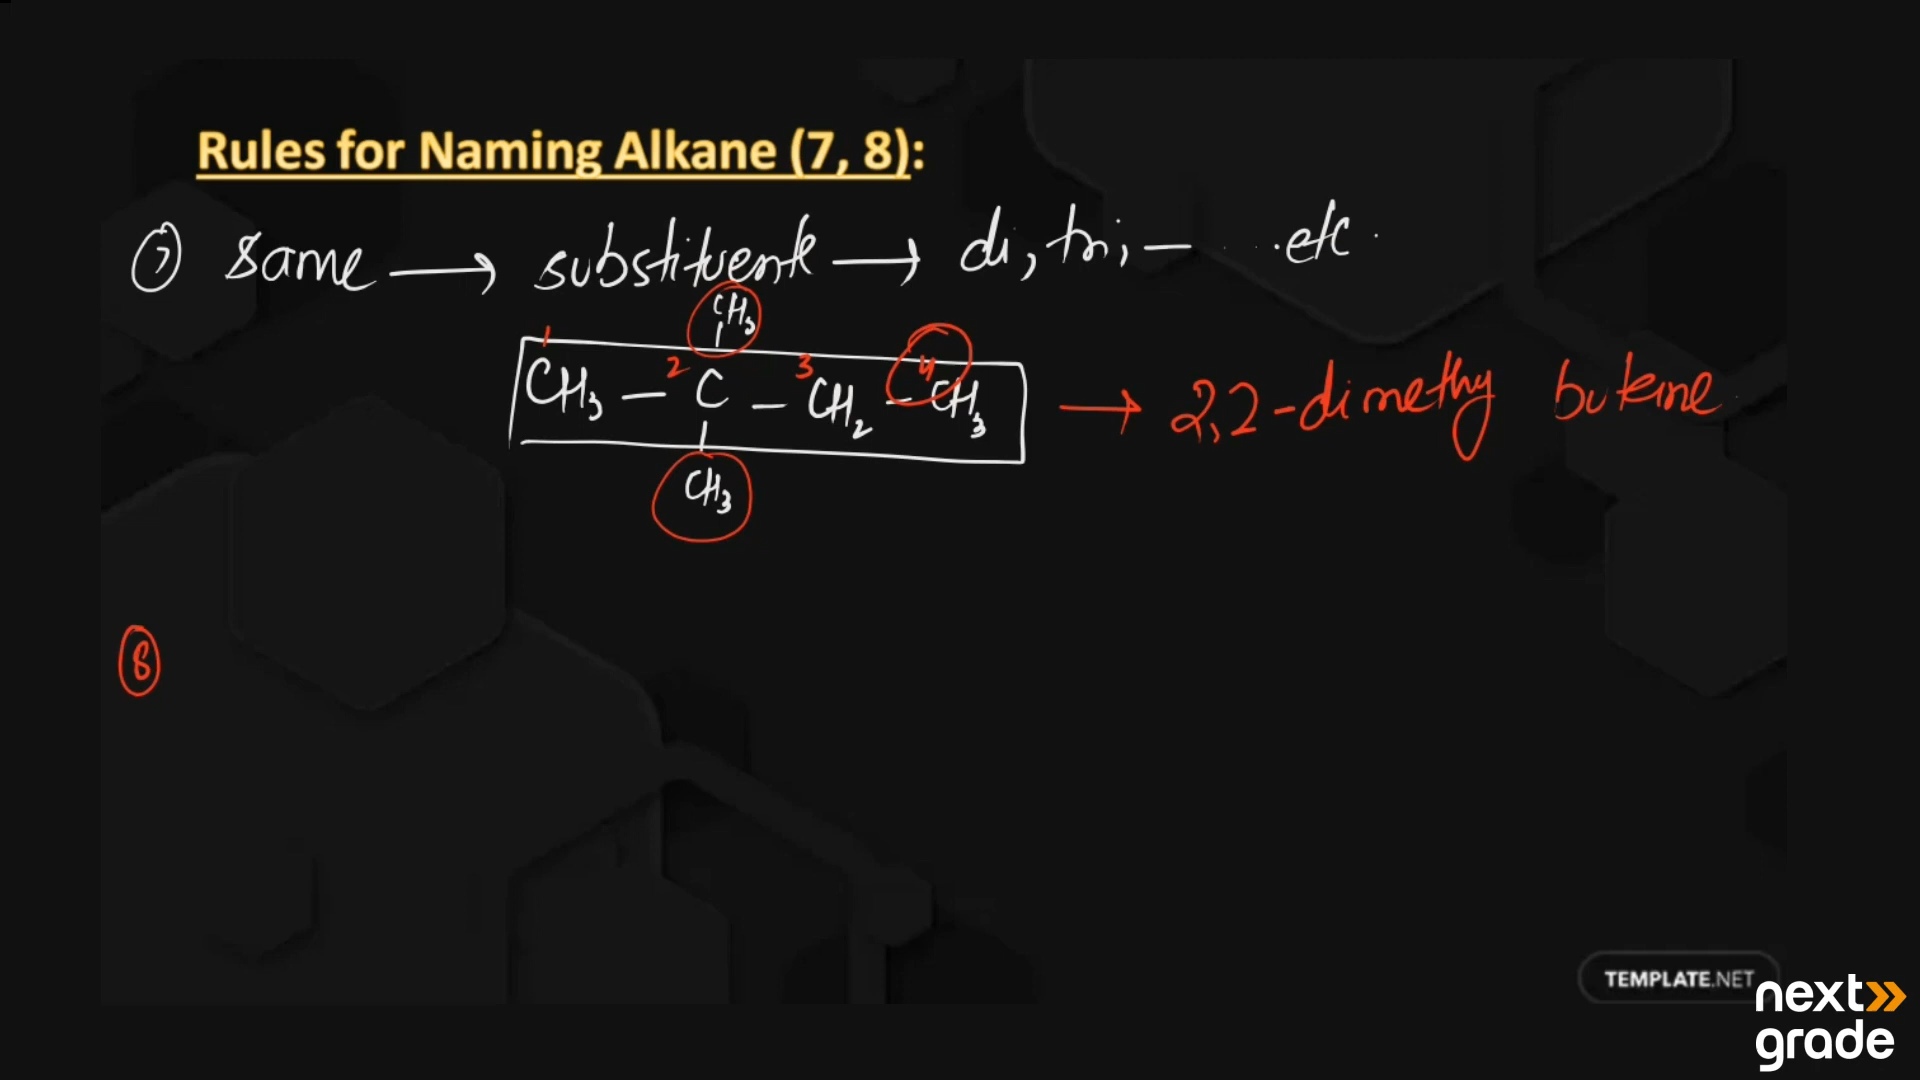 Rules for Naming Alkane (7, 8):
⑦ same → substituent → di, tri, — ... etc.
CH₃
1 2 3 4
CH₃ — C — CH₂ — CH₃ → 2,2-dimethy butane
CH₃
⑧
TEMPLATE.NET
next
grade